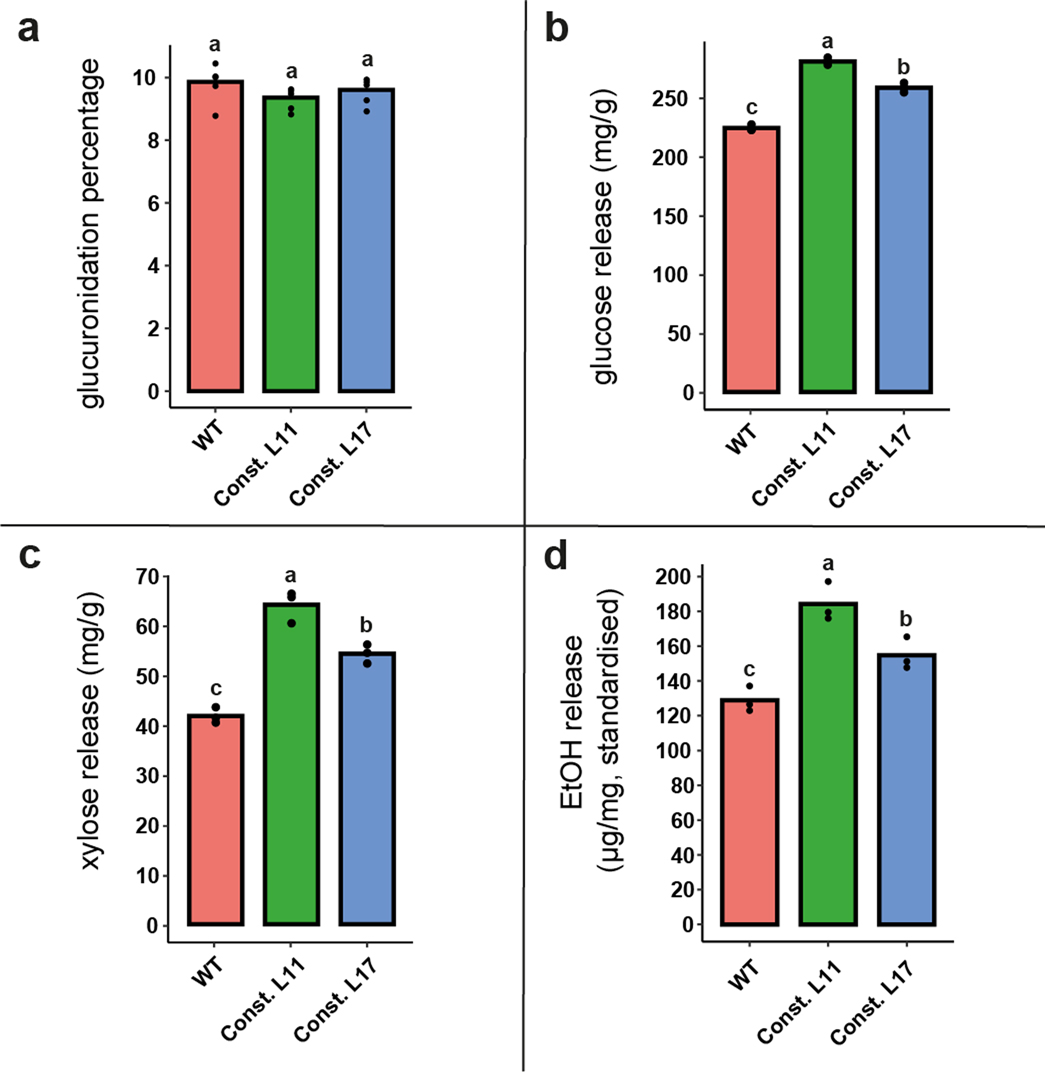 a
glucuronidation percentage
10
8
6
4
2
0
a
a
a
WT
Const. L11
Const. L17
b
glucose release (mg/g)
250
200
150
100
50
0
c
a
b
WT
Const. L11
Const. L17
c
xylose release (mg/g)
70
60
50
40
30
20
10
0
c
a
b
WT
Const. L11
Const. L17
d
EtOH release
(µg/mg, standardised)
200
180
160
140
120
100
80
60
40
20
0
c
a
b
WT
Const. L11
Const. L17